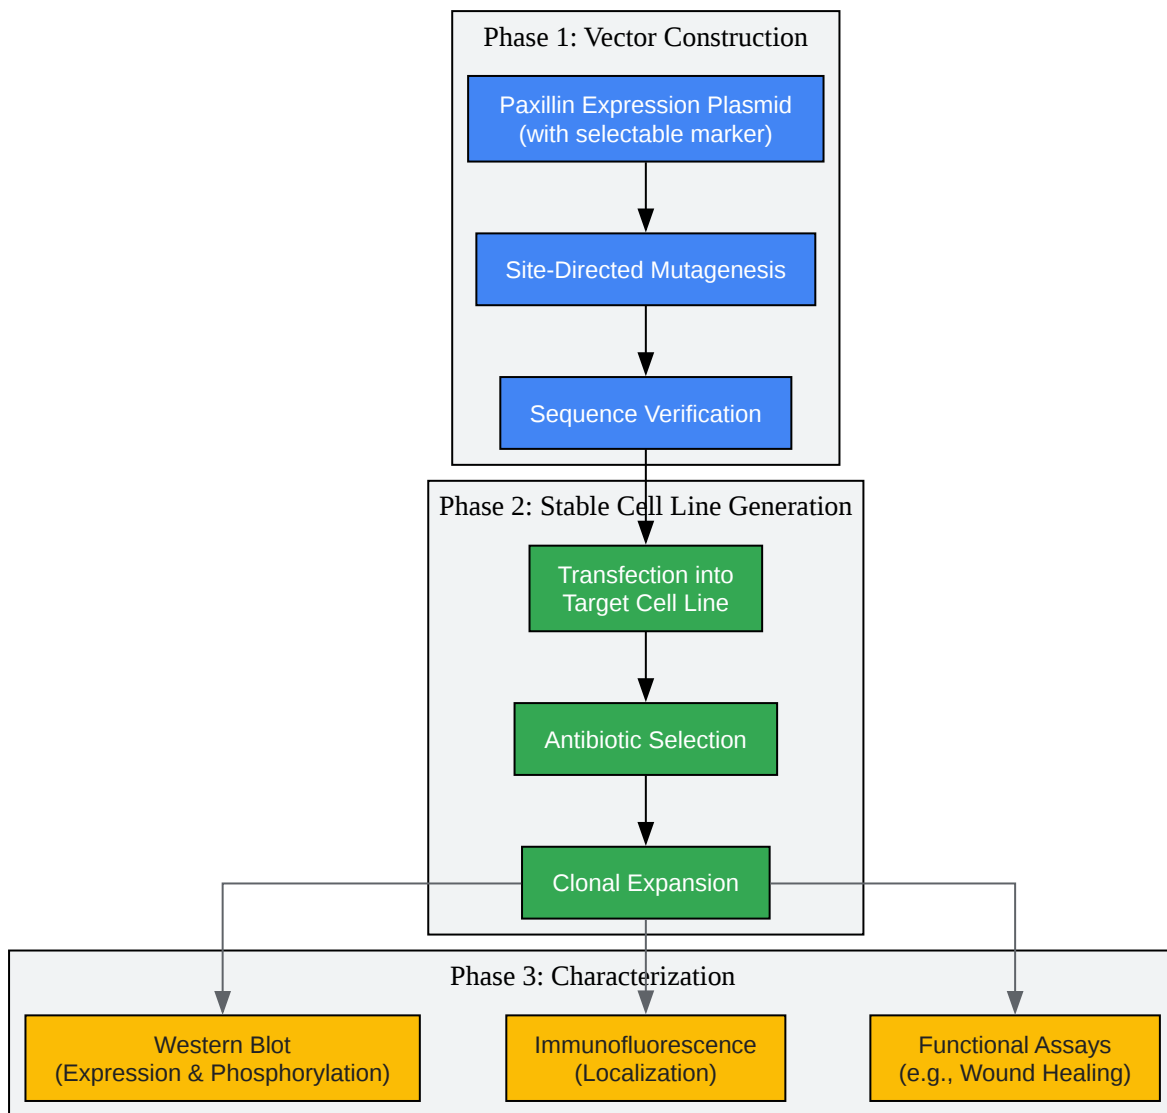 Phase 1: Vector Construction
Paxillin Expression Plasmid
(with selectable marker)
Site-Directed Mutagenesis
Sequence Verification
Phase 2: Stable Cell Line Generation
Transfection into
Target Cell Line
Antibiotic Selection
Clonal Expansion
Phase 3: Characterization
Western Blot
(Expression & Phosphorylation)
Immunofluorescence
(Localization)
Functional Assays
(e.g., Wound Healing)